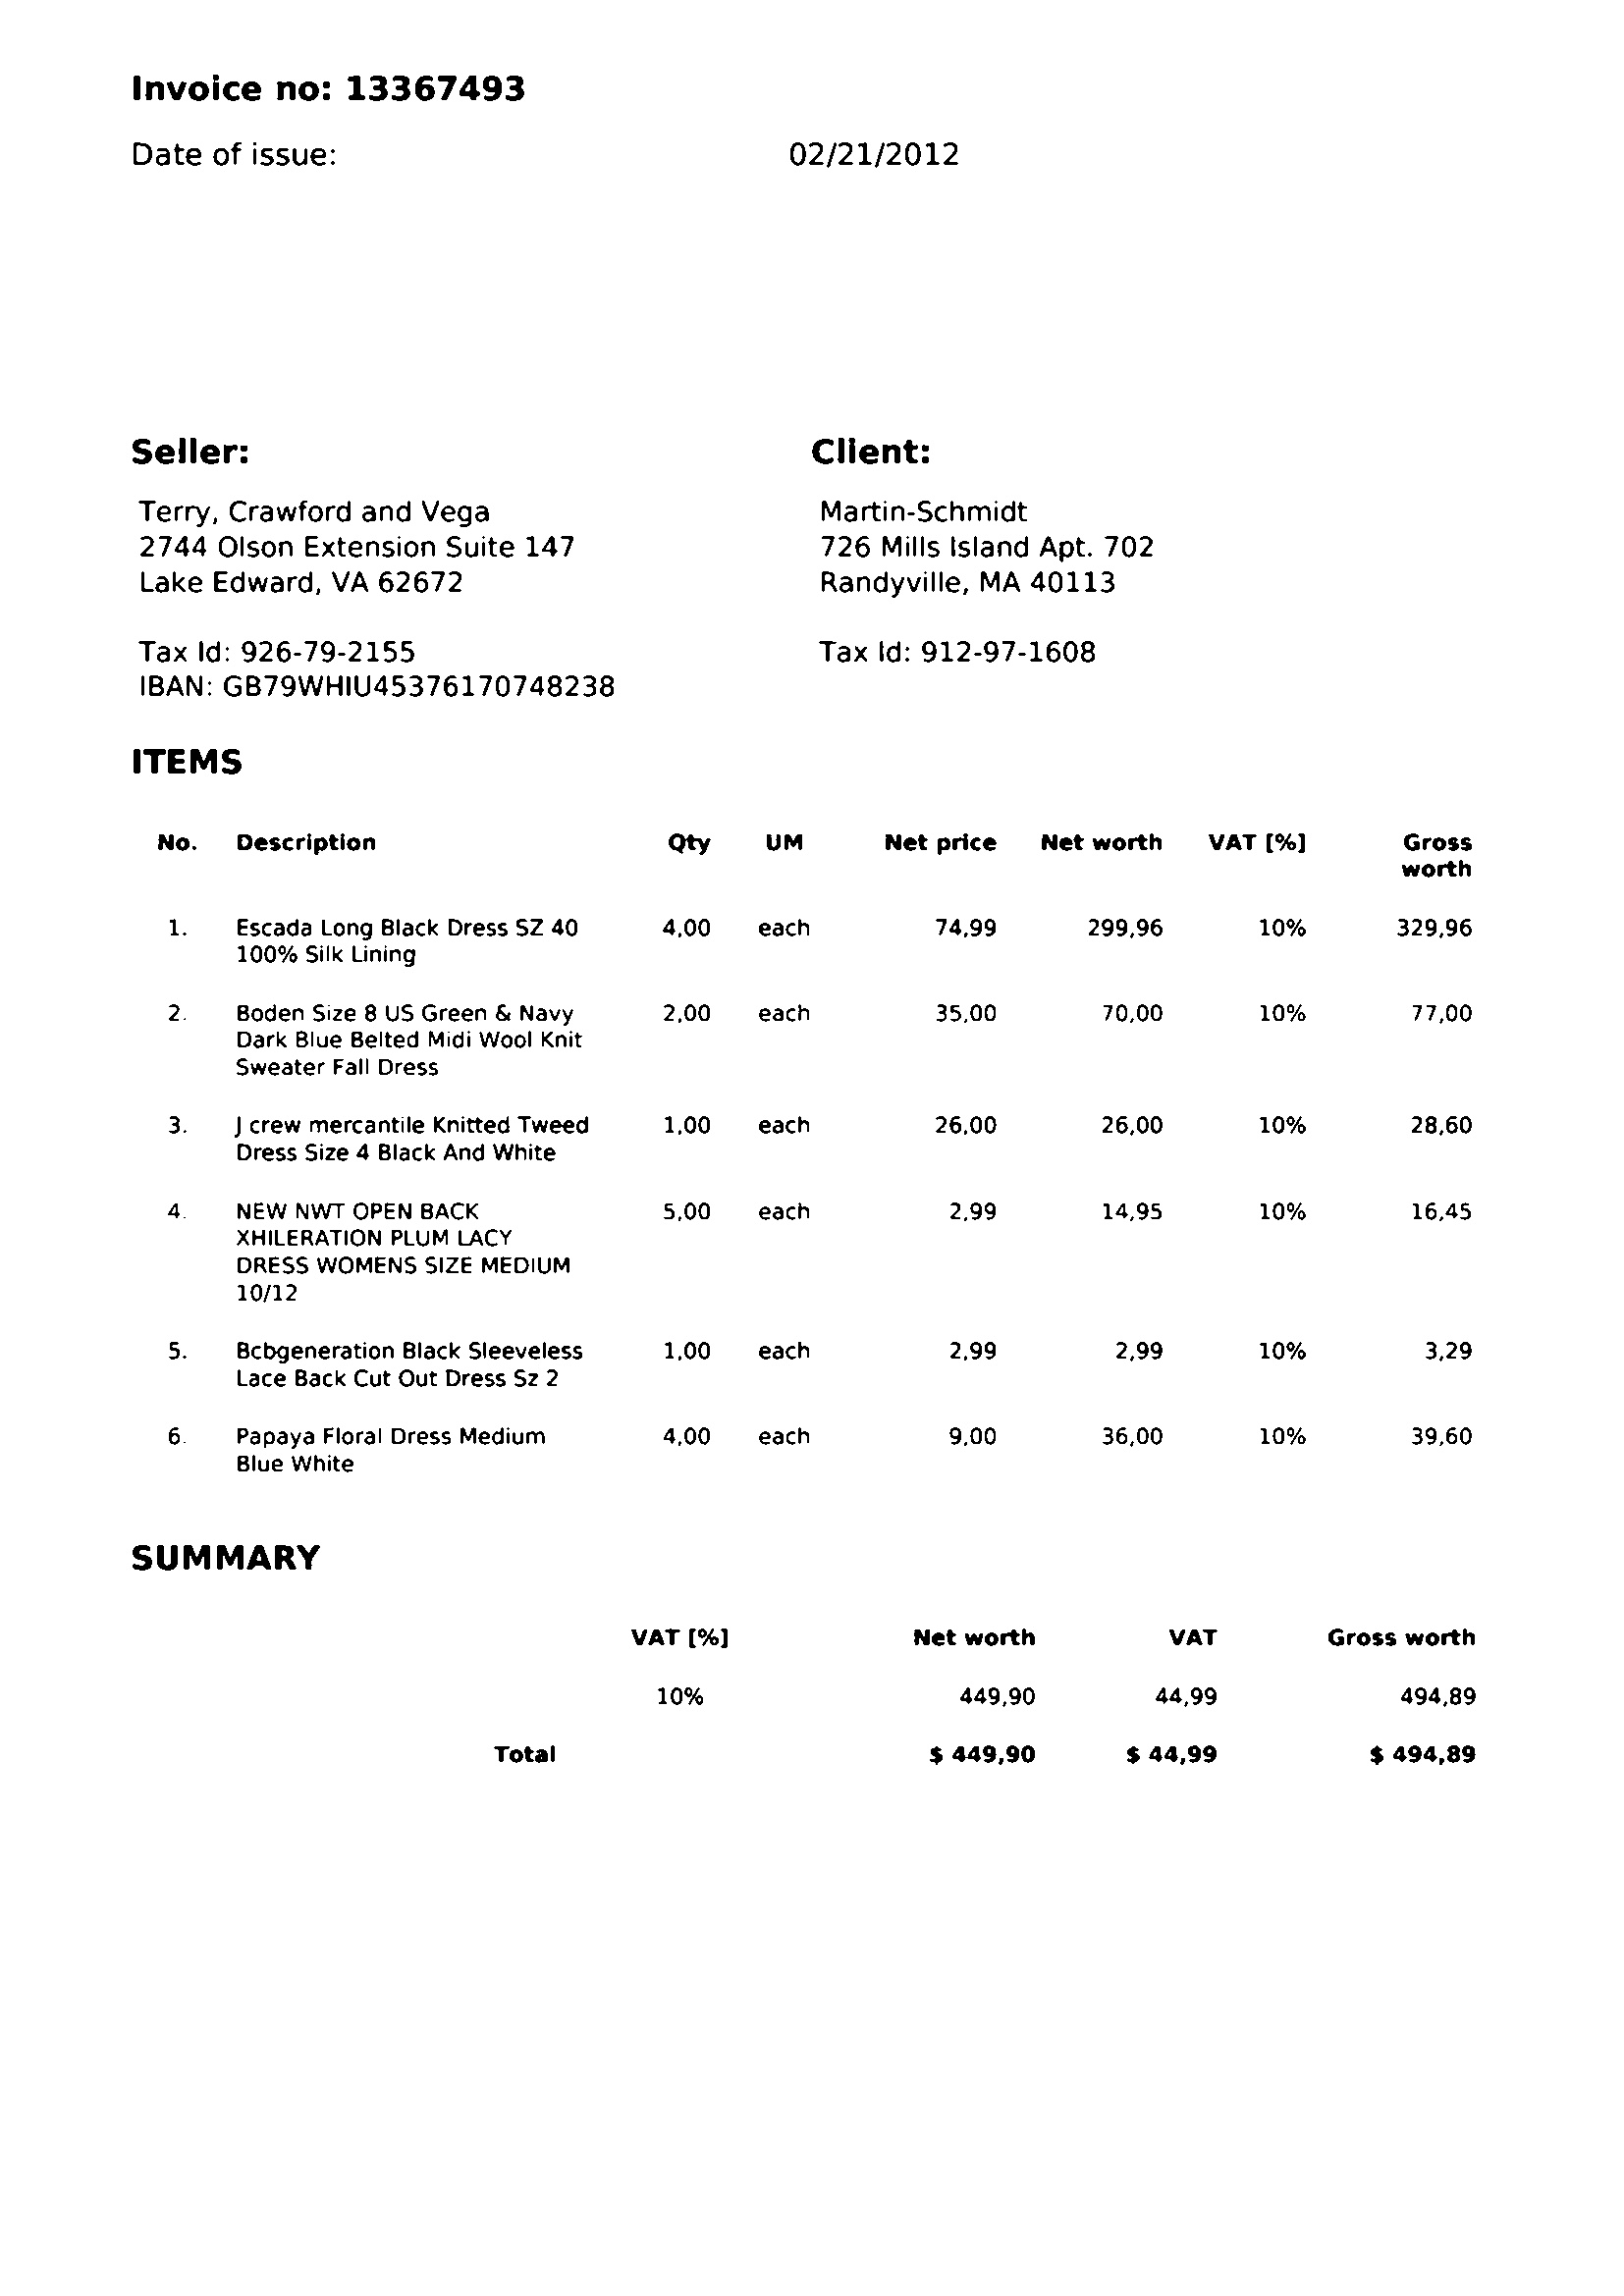 Invoice no: 13367493
Date of issue: 02/21/2012
Seller: Client:
Terry, Crawford and Vega Martin-Schmidt
2744 Olson Extension Suite 147 726 Mills Island Apt. 702
Lake Edward, VA 62672 Randyville, MA 40113
Tax Id: 926-79-2155 Tax Id: 912-97-1608
IBAN: GB79WHIU45376170748238
ITEMS
No. Description Qty UM Net price Net worth VAT [%] Gross
worth
1. Escada Long Black Dress SZ 40 4,00 each 74,99 299,96 10% 329,96
100% Silk Lining
2. Boden Size 8 US Green & Navy 2,00 each 35,00 70,00 10% 77,00
Dark Blue Belted Midi Wool Knit
Sweater Fall Dress
3. J crew mercantile Knitted Tweed 1,00 each 26,00 26,00 10% 28,60
Dress Size 4 Black And White
4. NEW NWT OPEN BACK 5,00 each 2,99 14,95 10% 16,45
XHILERATION PLUM LACY
DRESS WOMENS SIZE MEDIUM
10/12
5. Bcbgeneration Black Sleeveless 1,00 each 2,99 2,99 10% 3,29
Lace Back Cut Out Dress Sz 2
6. Papaya Floral Dress Medium 4,00 each 9,00 36,00 10% 39,60
Blue White
SUMMARY
VAT [%] Net worth VAT Gross worth
10% 449,90 44,99 494,89
Total $ 449,90 $ 44,99 $ 494,89